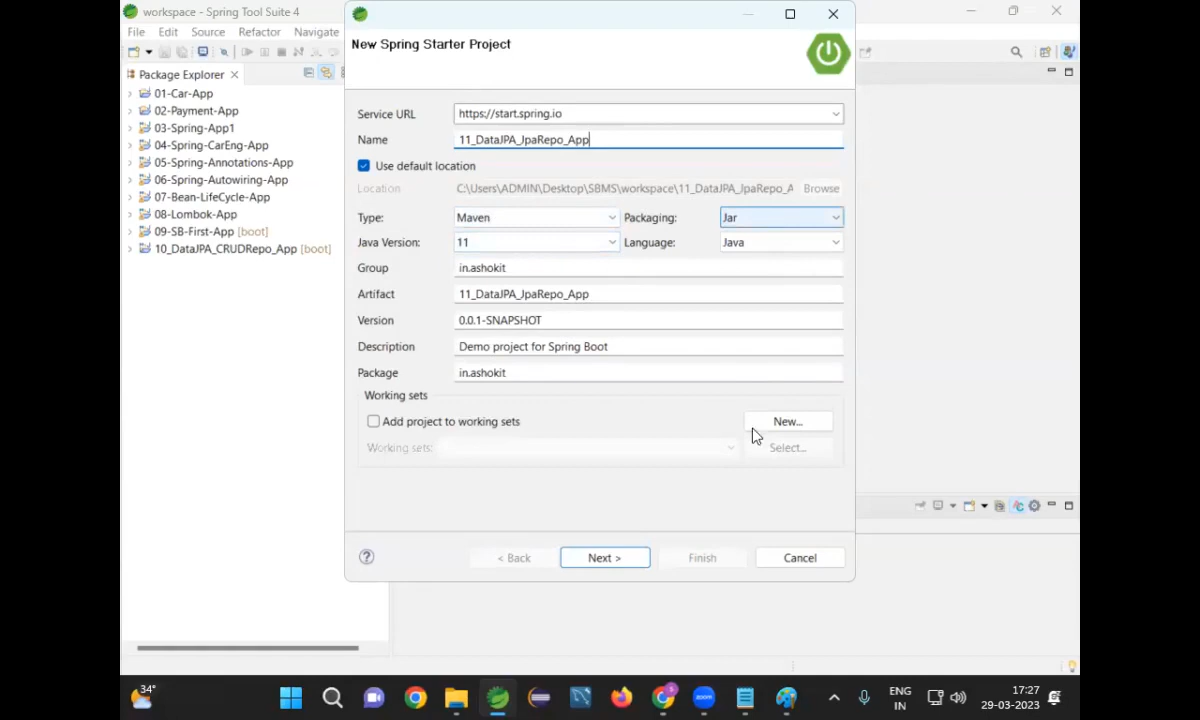 workspace - Spring Tool Suite 4
File Edit Source Refactor Navigate
Package Explorer
01-Car-App
02-Payment-App
03-Spring-App1
04-Spring-CarEng-App
05-Spring-Annotations-App
06-Spring-Autowiring-App
07-Bean-LifeCycle-App
08-Lombok-App
09-SB-First-App [boot]
10_DataJPA_CRUDRepo_App [boot]
New Spring Starter Project
Service URL https://start.spring.io
Name 11_DataJPA_JpaRepo_App
Use default location
Location C:\Users\ADMIN\Desktop\SBMS\workspace\11_DataJPA_JpaRepo_A Browse
Type: Maven Packaging: Jar
Java Version: 11 Language: Java
Group in.ashokit
Artifact 11_DataJPA_JpaRepo_App
Version 0.0.1-SNAPSHOT
Description Demo project for Spring Boot
Package in.ashokit
Working sets
Add project to working sets New...
Working sets: Select...
< Back Next > Finish Cancel
34°
zoom
ENG
IN
17:27
29-03-2023